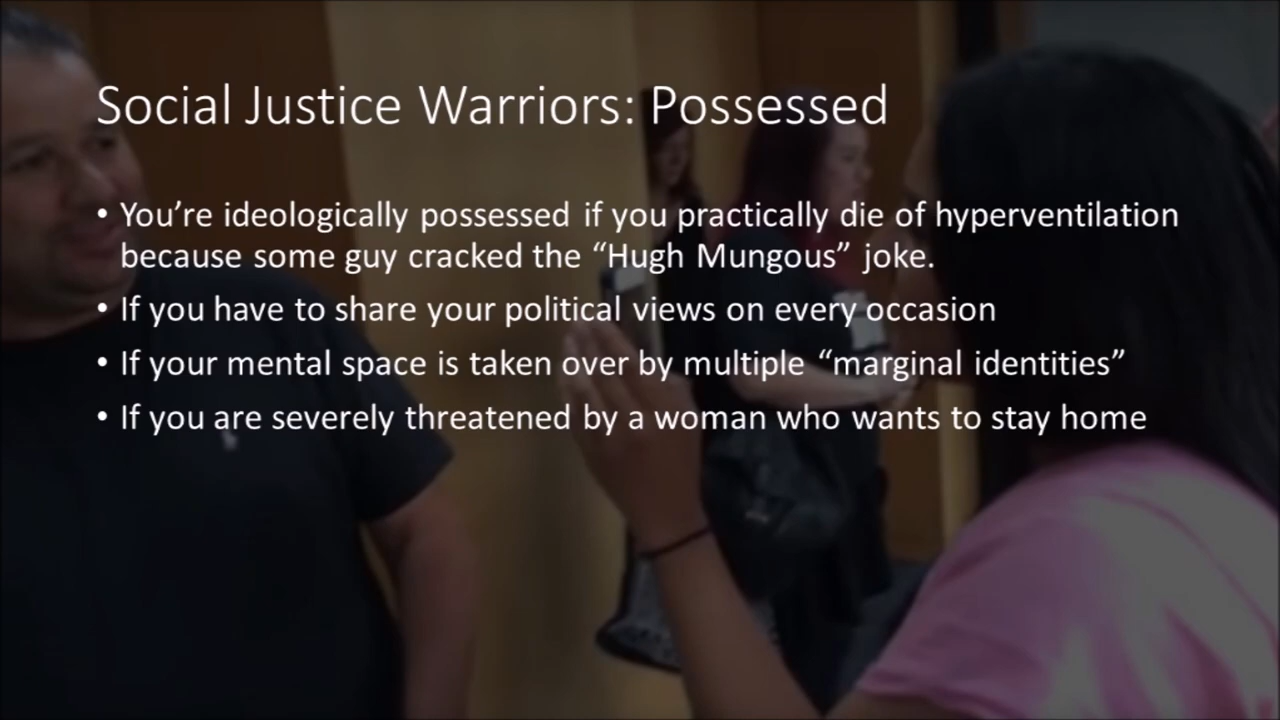 Social Justice Warriors: Possessed
• You’re ideologically possessed if you practically die of hyperventilation
because some guy cracked the “Hugh Mungous” joke.
• If you have to share your political views on every occasion
• If your mental space is taken over by multiple “marginal identities”
• If you are severely threatened by a woman who wants to stay home